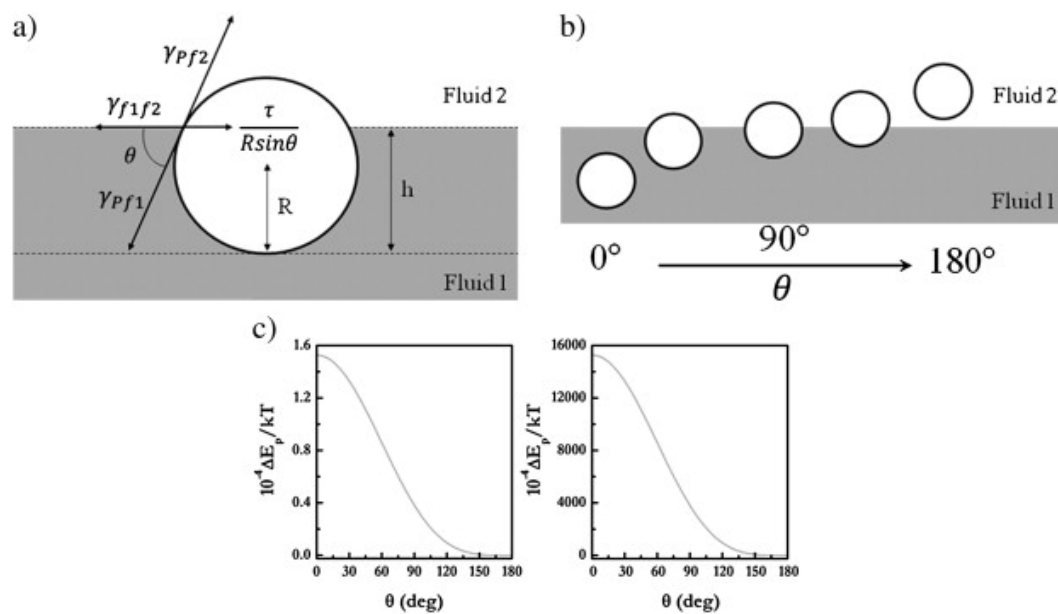 a)
γPf2
Fluid 2
γf1f2
τ
Rsinθ
θ
γPf1
R
h
Fluid 1
b)
Fluid 2
Fluid 1
0°
90°
180°
θ
c)
1.6
1.2
0.8
0.4
0.0
10⁻⁴ΔEp/kT
0 30 60 90 120 150 180
θ (deg)
16000
12000
8000
4000
0
10⁻⁴ΔEp/kT
0 30 60 90 120 150 180
θ (deg)